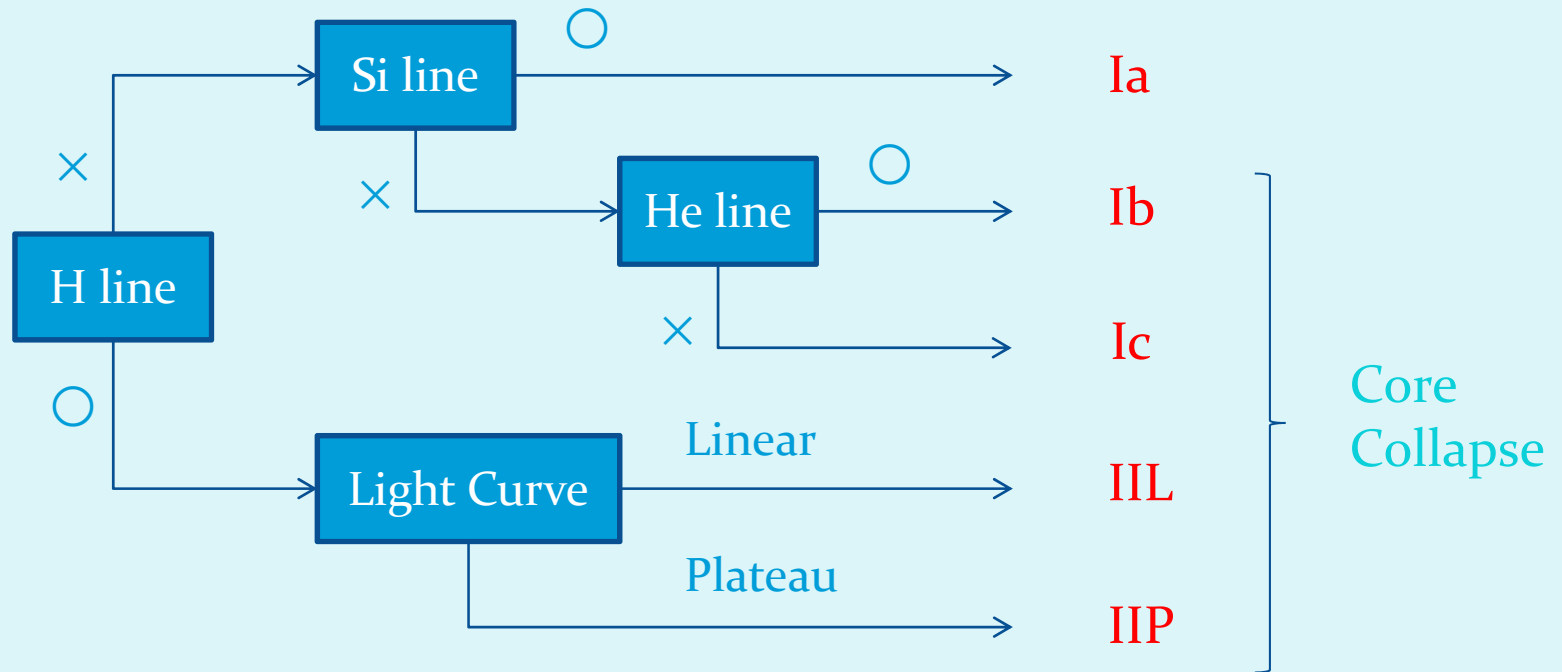 Si line
○
Ia
×
×
He line
○
Ib
H line
×
Ic
○
Core
Collapse
Light Curve
Linear
IIL
Plateau
IIP